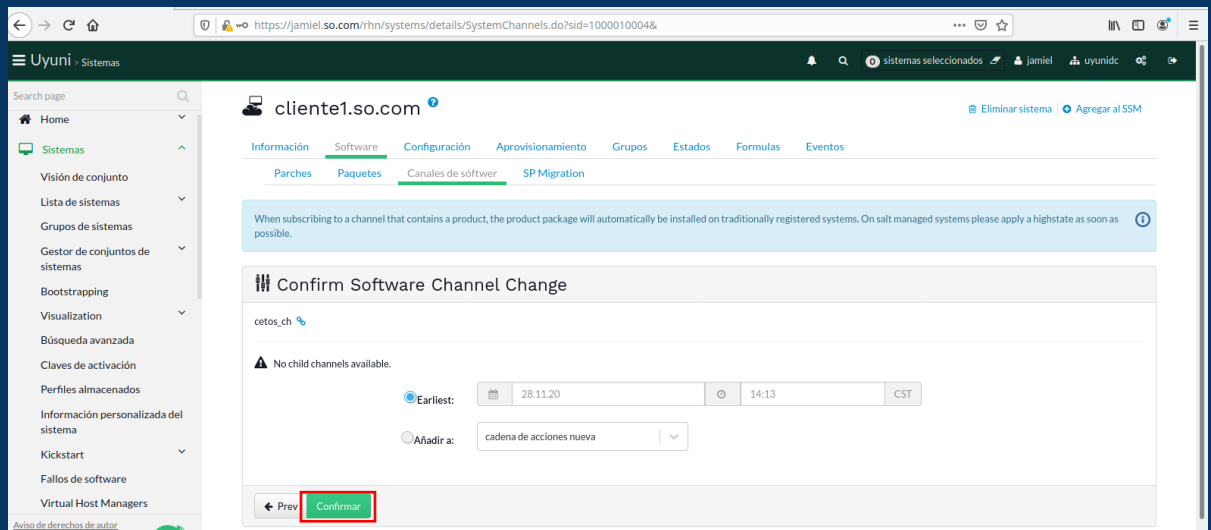 https://jamiel.so.com/rhn/systems/details/SystemChannels.do?sid=1000010004&
Uyuni > Sistemas
0 sistemas seleccionados jamiel uyunidc
Search page
Home
Sistemas
Visión de conjunto
Lista de sistemas
Grupos de sistemas
Gestor de conjuntos de
sistemas
Bootstrapping
Visualization
Búsqueda avanzada
Claves de activación
Perfiles almacenados
Información personalizada del
sistema
Kickstart
Fallos de software
Virtual Host Managers
Aviso de derechos de autor
cliente1.so.com
Eliminar sistema Agregar al SSM
Información Software Configuración Aprovisionamiento Grupos Estados Formulas Eventos
Parches Paquetes Canales de sóftwer SP Migration
When subscribing to a channel that contains a product, the product package will automatically be installed on traditionally registered systems. On salt managed systems please apply a highstate as soon as
possible.
Confirm Software Channel Change
cetos_ch
No child channels available.
Earliest: 28.11.20 14:13 CST
Añadir a: cadena de acciones nueva
Prev Confirmar